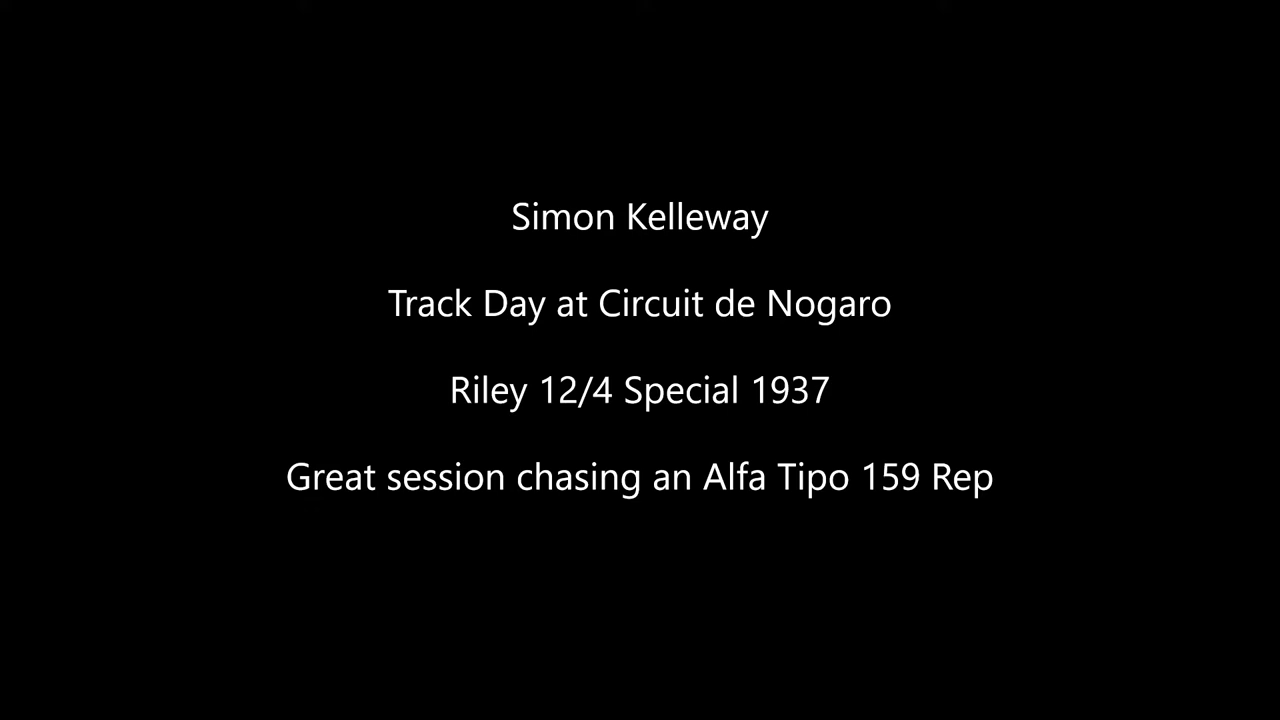 Simon Kelleway
Track Day at Circuit de Nogaro
Riley 12/4 Special 1937
Great session chasing an Alfa Tipo 159 Rep